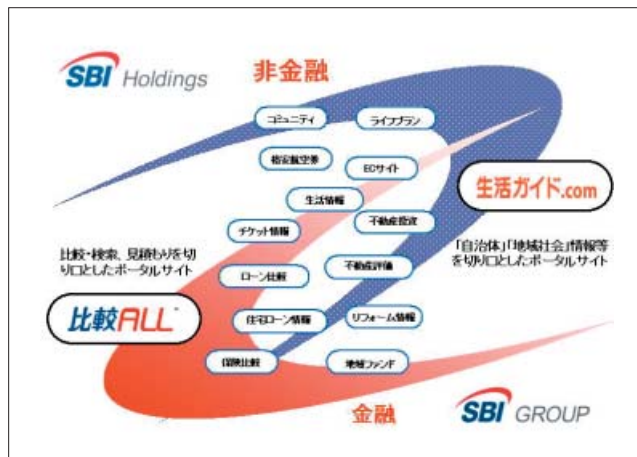 SBI Holdings
非金融
コミュニティ
ライフプラン
格安航空券
ECサイト
生活情報
生活ガイド.com
チケット情報
不動産投資
比較・検索、見積もりを切
り口としたポータルサイト
「自治体」「地域社会」情報等
を切り口としたポータルサイト
ローン比較
不動産評価
比較ALL
住宅ローン情報
リフォーム情報
保険比較
地域ファンド
金融
SBI GROUP